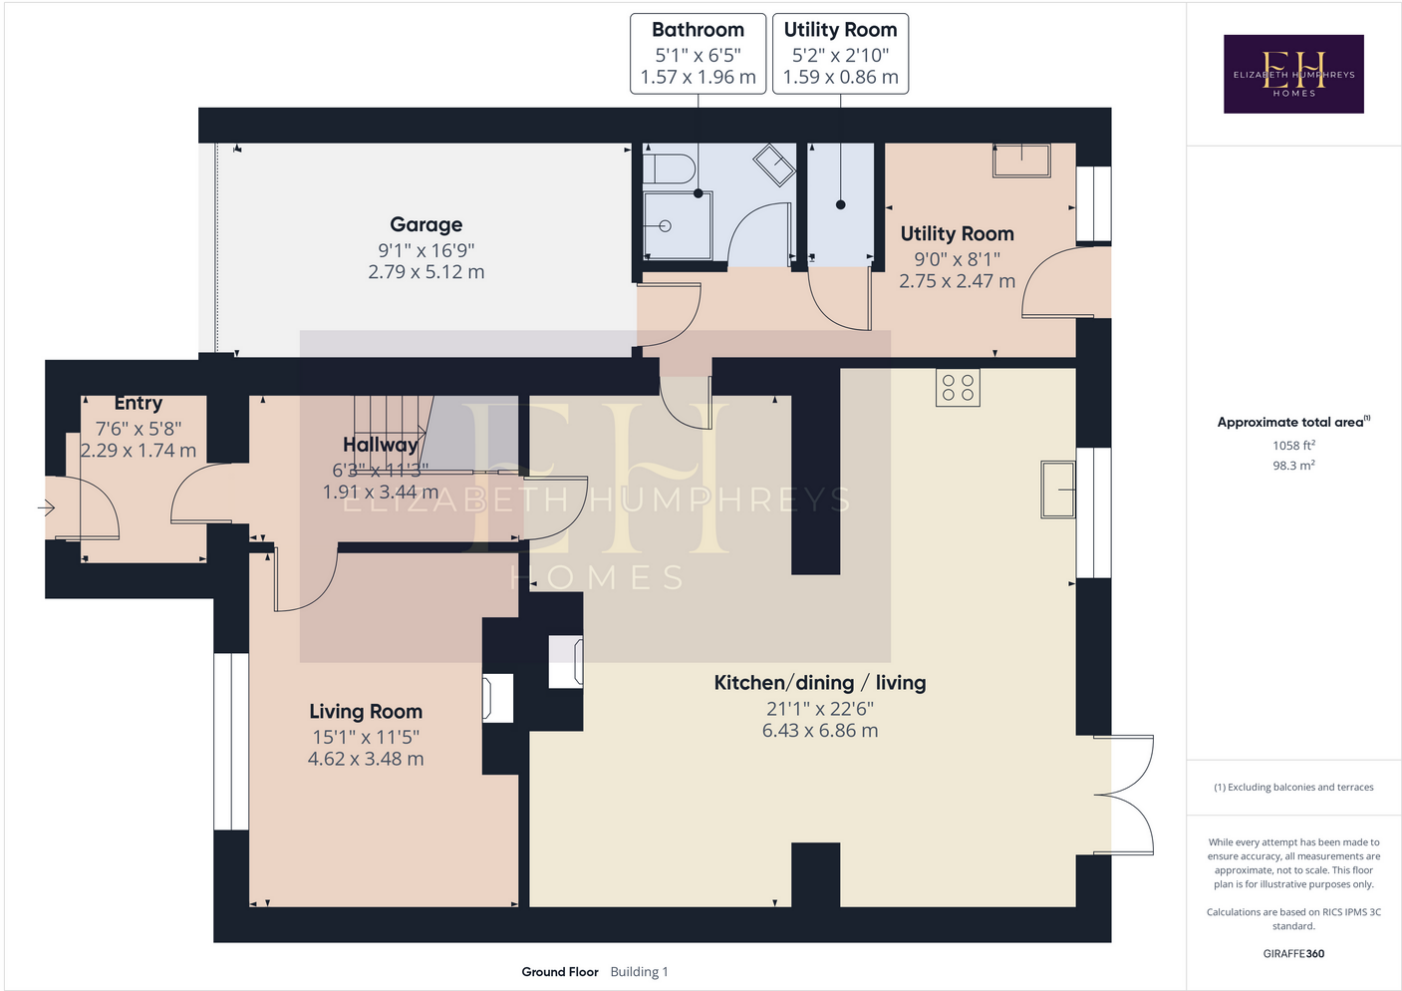 Bathroom
5'1" x 6'5"
1.57 x 1.96 m
Utility Room
5'2" x 2'10"
1.59 x 0.86 m
Garage
9'1" x 16'9"
2.79 x 5.12 m
Utility Room
9'0" x 8'1"
2.75 x 2.47 m
Entry
7'6" x 5'8"
2.29 x 1.74 m
Hallway
6'3" x 11'3"
1.91 x 3.44 m
EH
ELIZABETH HUMPHREYS
HOMES
Living Room
15'1" x 11'5"
4.62 x 3.48 m
Kitchen/dining / living
21'1" x 22'6"
6.43 x 6.86 m
Ground Floor Building 1
EH
ELIZABETH HUMPHREYS
HOMES
Approximate total area(1)
1058 ft²
98.3 m²
(1) Excluding balconies and terraces
While every attempt has been made to
ensure accuracy, all measurements are
approximate, not to scale. This floor
plan is for illustrative purposes only.
Calculations are based on RICS IPMS 3C
standard.
GIRAFFE360